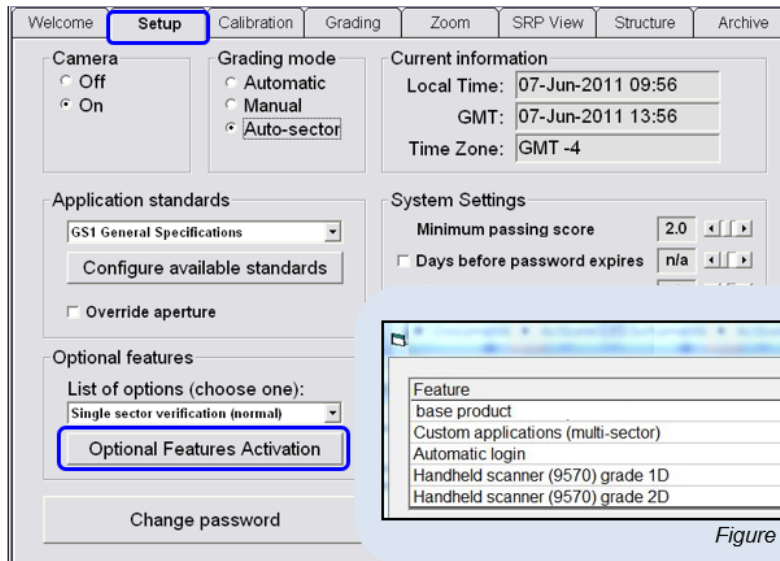 Welcome Setup Calibration Grading Zoom SRP View Structure Archive
Camera
Off
On
Grading mode
Automatic
Manual
Auto-sector
Current information
Local Time: 07-Jun-2011 09:56
GMT: 07-Jun-2011 13:56
Time Zone: GMT -4
Application standards
GS1 General Specifications
Configure available standards
Override aperture
System Settings
Minimum passing score 2.0
Days before password expires n/a
Optional features
List of options (choose one):
Single sector verification (normal)
Optional Features Activation
Change password
Feature
base product
Custom applications (multi-sector)
Automatic login
Handheld scanner (9570) grade 1D
Handheld scanner (9570) grade 2D
Figure